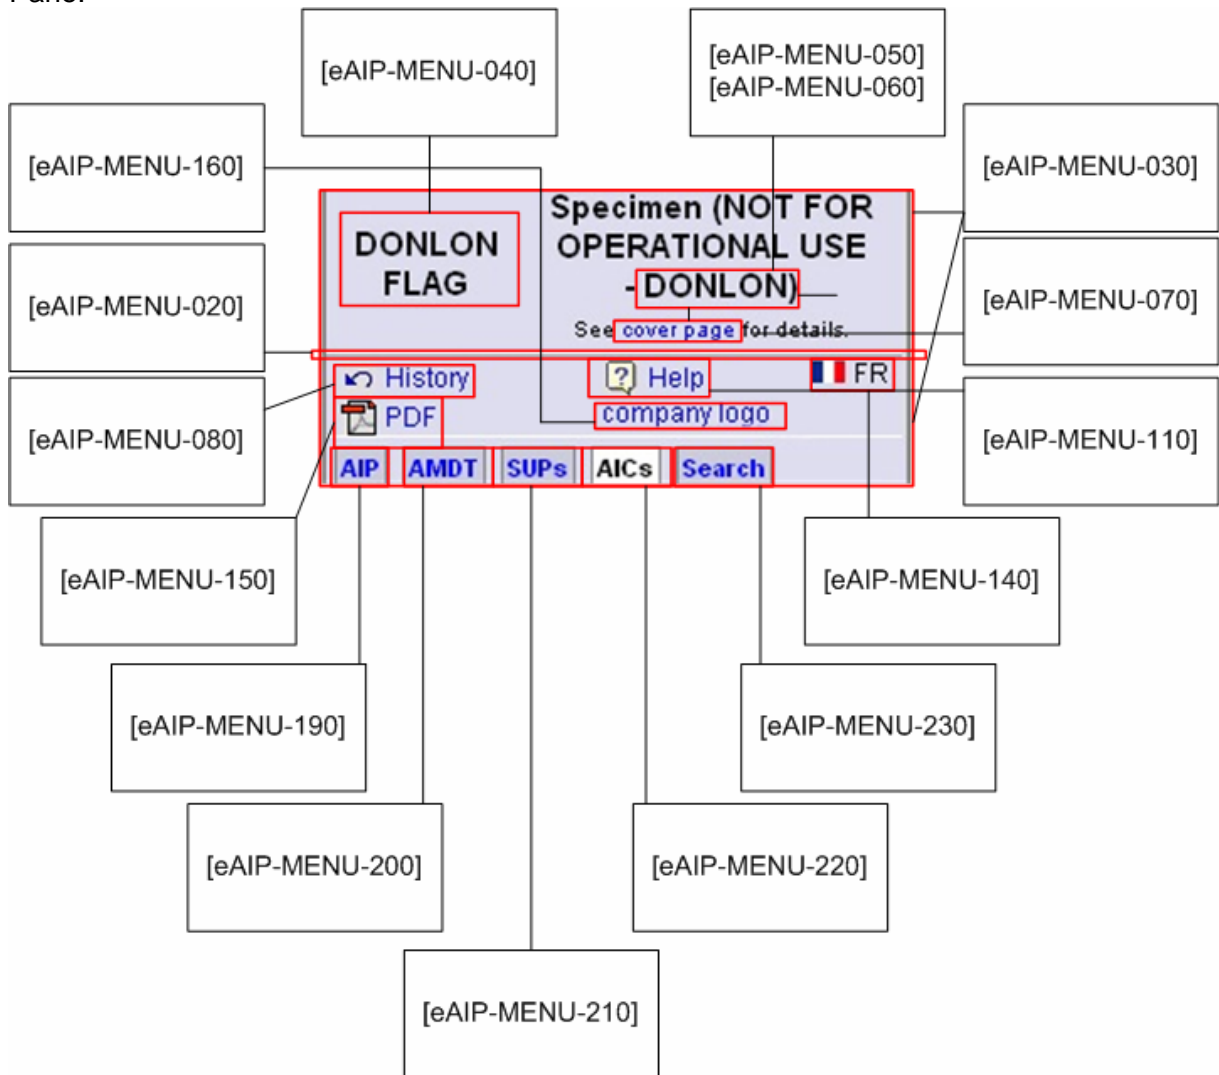 [eAIP-MENU-040]
[eAIP-MENU-050]
[eAIP-MENU-060]
[eAIP-MENU-160]
[eAIP-MENU-030]
DONLON
FLAG
Specimen (NOT FOR
OPERATIONAL USE
- DONLON)
See cover page for details.
[eAIP-MENU-020]
[eAIP-MENU-070]
History
Help
FR
PDF
company logo
[eAIP-MENU-080]
[eAIP-MENU-110]
AIP
AMDT
SUPs
AICs
Search
[eAIP-MENU-150]
[eAIP-MENU-140]
[eAIP-MENU-190]
[eAIP-MENU-230]
[eAIP-MENU-200]
[eAIP-MENU-220]
[eAIP-MENU-210]